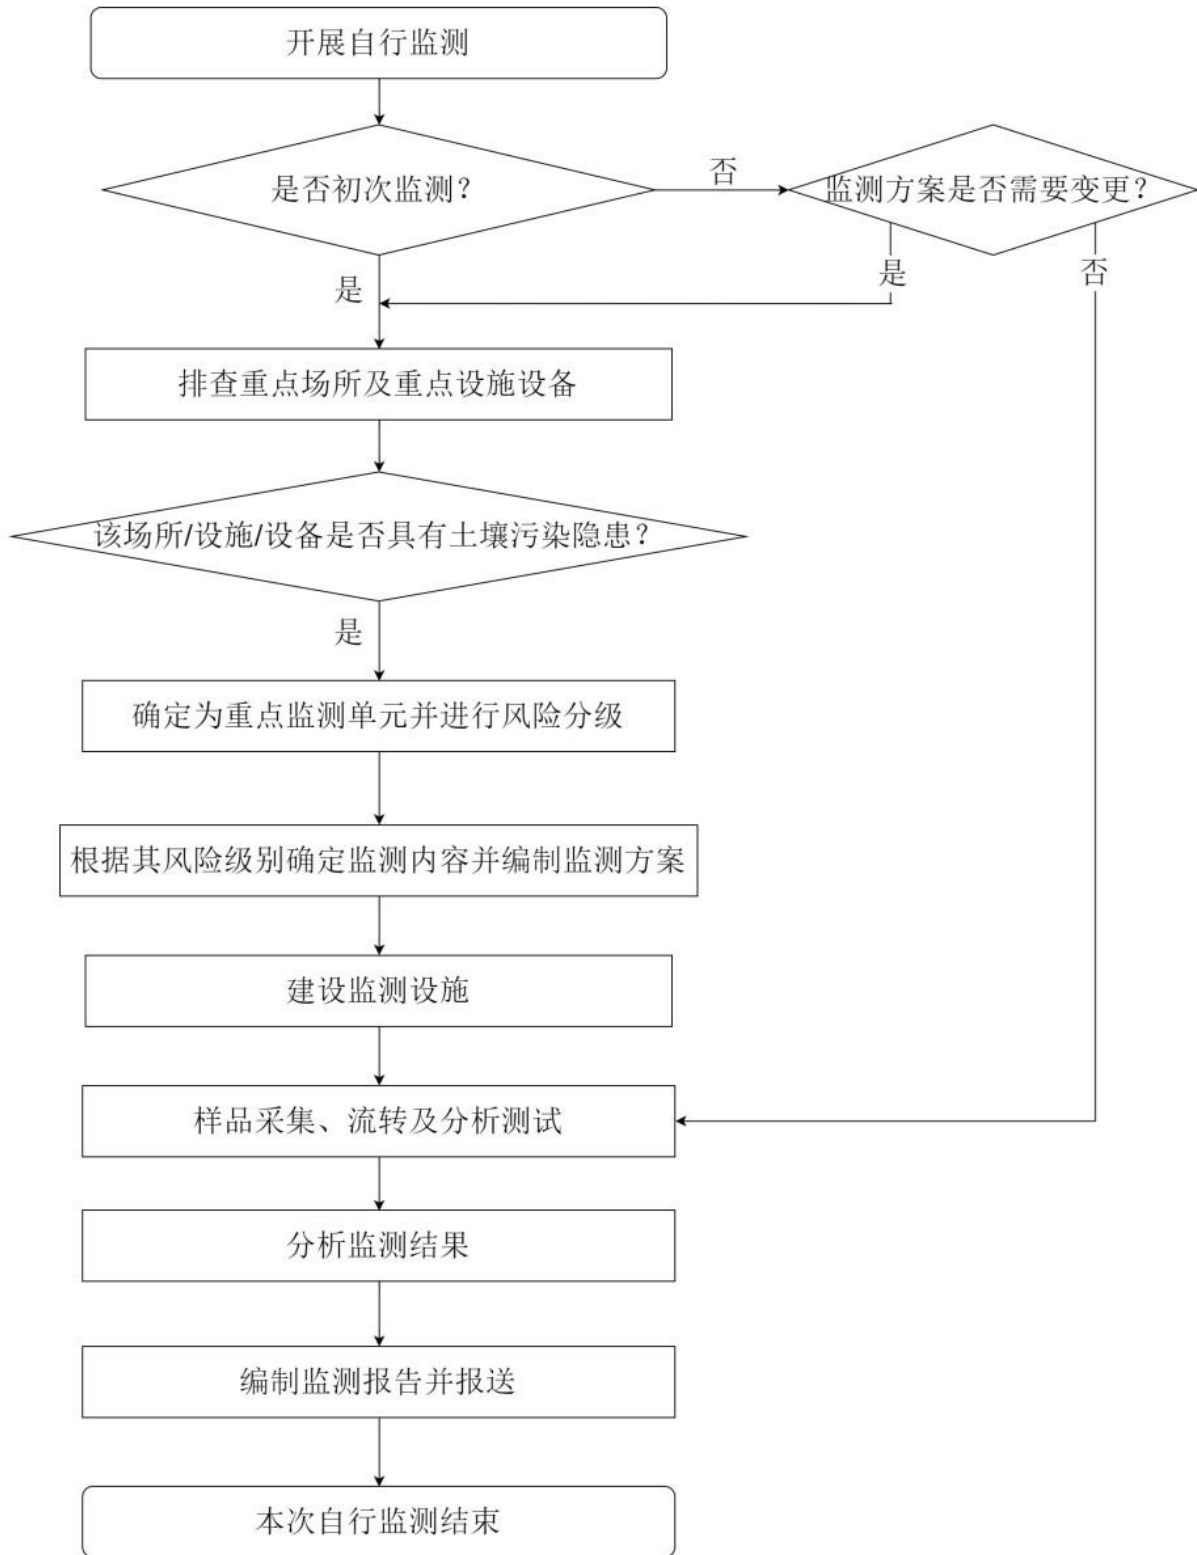 开展自行监测
是否初次监测？
否
监测方案是否需要变更？
是
是
否
排查重点场所及重点设施设备
该场所/设施/设备是否具有土壤污染隐患？
是
确定为重点监测单元并进行风险分级
根据其风险级别确定监测内容并编制监测方案
建设监测设施
样品采集、流转及分析测试
分析监测结果
编制监测报告并报送
本次自行监测结束